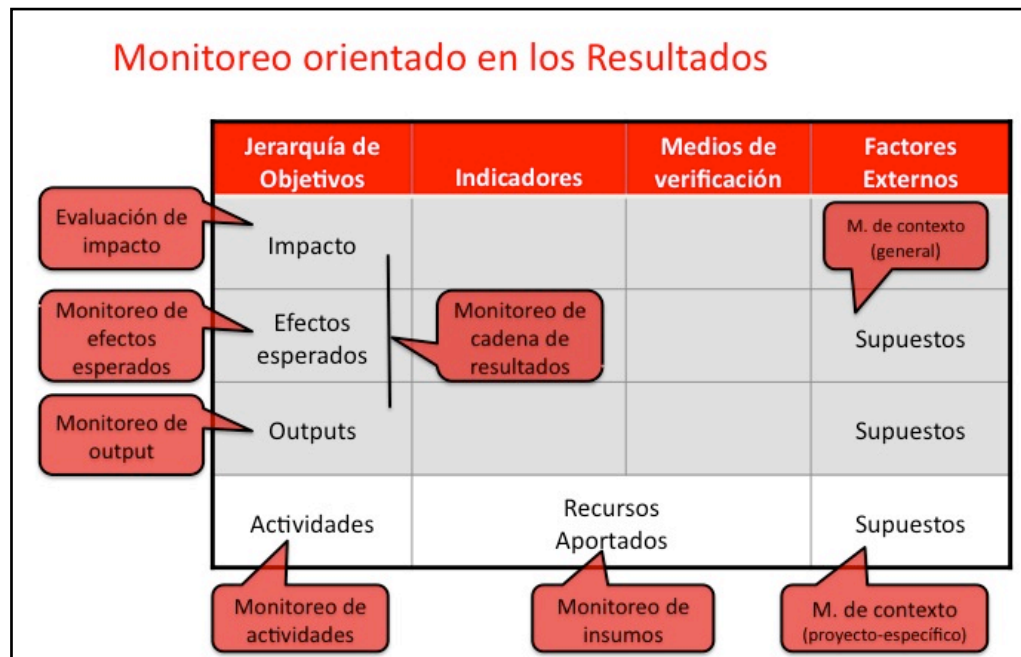 Monitoreo orientado en los Resultados
Jerarquía de
Objetivos
Indicadores
Medios de
verificación
Factores
Externos
Evaluación de
impacto
Impacto
M. de contexto
(general)
Monitoreo de
efectos
esperados
Efectos
esperados
Monitoreo de
cadena de
resultados
Supuestos
Monitoreo de
output
Outputs
Supuestos
Actividades
Recursos
Aportados
Supuestos
Monitoreo de
actividades
Monitoreo de
insumos
M. de contexto
(proyecto-específico)